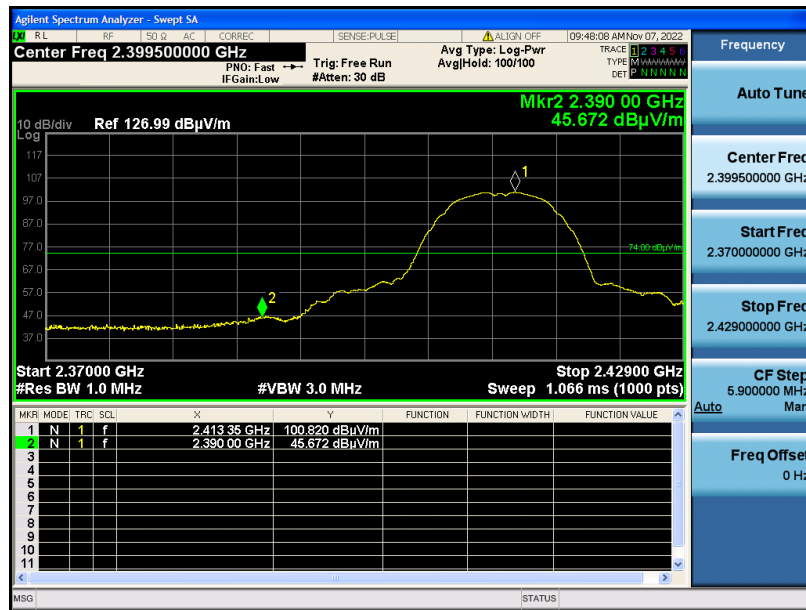 Agilent Spectrum Analyzer - Swept SA
LXI RL RF 50 Ω AC CORREC SENSE:PULSE ALIGN OFF 09:48:08 AM Nov 07, 2022
Center Freq 2.399500000 GHz
PNO: Fast
IFGain:Low
Trig: Free Run
#Atten: 30 dB
Avg Type: Log-Pwr
Avg|Hold: 100/100
TRACE 1 2 3 4 5 6
TYPE M
DET P N N N N N
Mkr2 2.390 00 GHz
45.672 dBµV/m
10 dB/div Ref 126.99 dBµV/m
Log
117
107
97.0
87.0
77.0
67.0
57.0
47.0
37.0
1
2
74.00 dBµV/m
Start 2.37000 GHz Stop 2.42900 GHz
#Res BW 1.0 MHz #VBW 3.0 MHz Sweep 1.066 ms (1000 pts)
MKR MODE TRC SCL X Y FUNCTION FUNCTION WIDTH FUNCTION VALUE
1 N 1 f 2.413 35 GHz 100.820 dBµV/m
2 N 1 f 2.390 00 GHz 45.672 dBµV/m
3
4
5
6
7
8
9
10
11
MSG STATUS
Frequency
Auto Tune
Center Freq
2.399500000 GHz
Start Freq
2.370000000 GHz
Stop Freq
2.429000000 GHz
CF Step
5.900000 MHz
Auto Man
Freq Offset
0 Hz